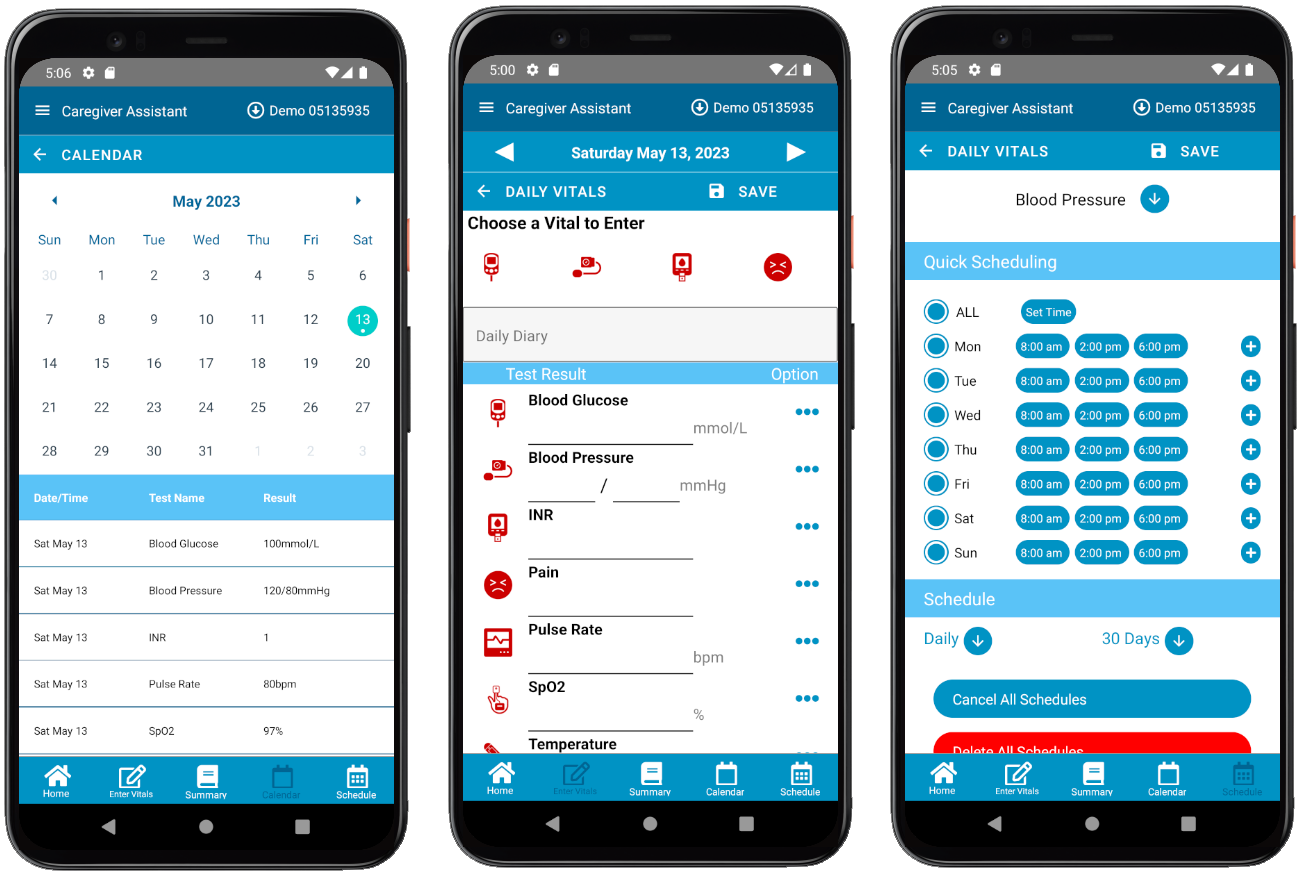 5:06
Caregiver Assistant Demo 05135935
CALENDAR
May 2023
Sun Mon Tue Wed Thu Fri Sat
30 1 2 3 4 5 6
7 8 9 10 11 12 13
14 15 16 17 18 19 20
21 22 23 24 25 26 27
28 29 30 31 1 2 3
Date/Time Test Name Result
Sat May 13 Blood Glucose 100mmol/L
Sat May 13 Blood Pressure 120/80mmHg
Sat May 13 INR 1
Sat May 13 Pulse Rate 80bpm
Sat May 13 SpO2 97%
Home Enter Vitals Summary Calendar Schedule
5:00
Caregiver Assistant Demo 05135935
Saturday May 13, 2023
DAILY VITALS SAVE
Choose a Vital to Enter
Daily Diary
Test Result Option
Blood Glucose
mmol/L
Blood Pressure
/ mmHg
INR
Pain
Pulse Rate
bpm
SpO2
%
Temperature
Home Enter Vitals Summary Calendar Schedule
5:05
Caregiver Assistant Demo 05135935
DAILY VITALS SAVE
Blood Pressure
Quick Scheduling
ALL Set Time
Mon 8:00 am 2:00 pm 6:00 pm +
Tue 8:00 am 2:00 pm 6:00 pm +
Wed 8:00 am 2:00 pm 6:00 pm +
Thu 8:00 am 2:00 pm 6:00 pm +
Fri 8:00 am 2:00 pm 6:00 pm +
Sat 8:00 am 2:00 pm 6:00 pm +
Sun 8:00 am 2:00 pm 6:00 pm +
Schedule
Daily 30 Days
Cancel All Schedules
Delete All Schedules
Home Enter Vitals Summary Calendar Schedule